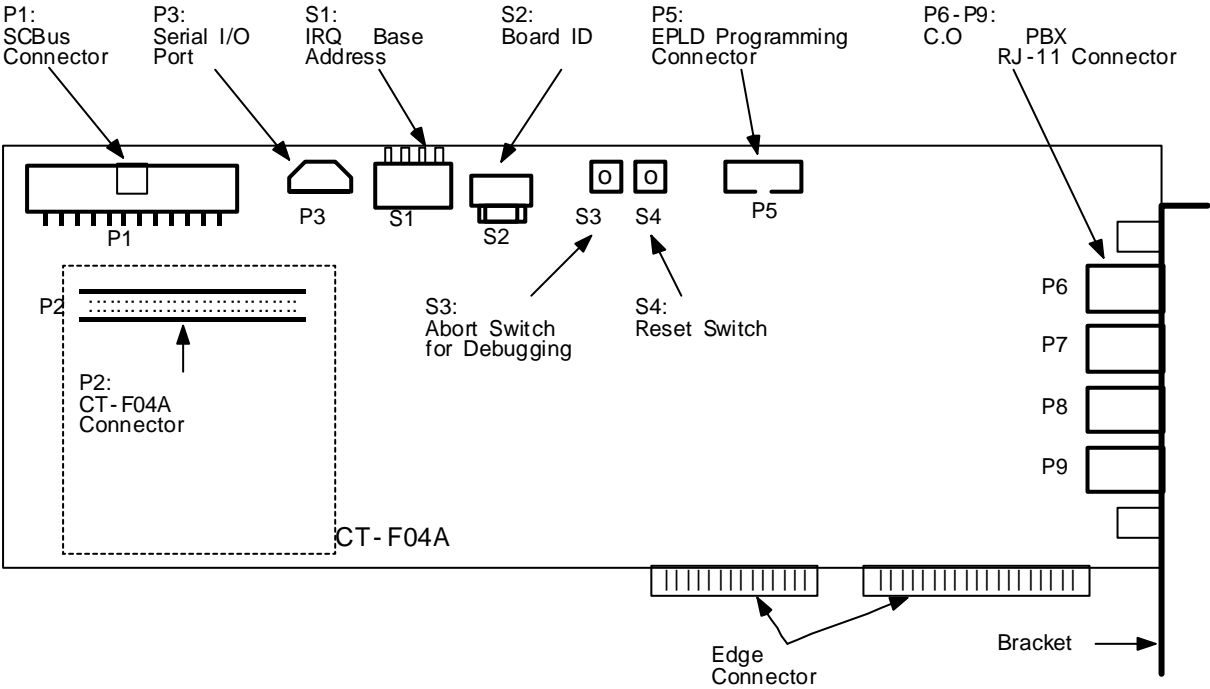 P1:
SCBus
Connector
P3:
Serial I/O
Port
S1:
IRQ Base
Address
S2:
Board ID
P5:
EPLD Programming
Connector
P6-P9:
C.O PBX
RJ-11 Connector
P1
P3
S1
S2
S3
S4
P5
P2
P2:
CT-F04A
Connector
S3:
Abort Switch
for Debugging
S4:
Reset Switch
P6
P7
P8
P9
CT-F04A
Edge
Connector
Bracket